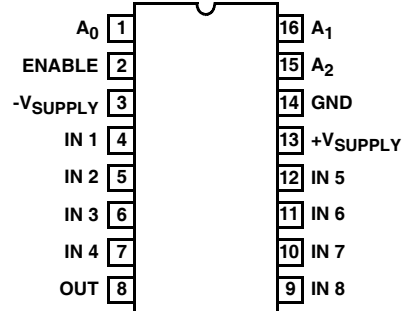 A0 1 16 A1
ENABLE 2 15 A2
-VSUPPLY 3 14 GND
IN 1 4 13 +VSUPPLY
IN 2 5 12 IN 5
IN 3 6 11 IN 6
IN 4 7 10 IN 7
OUT 8 9 IN 8